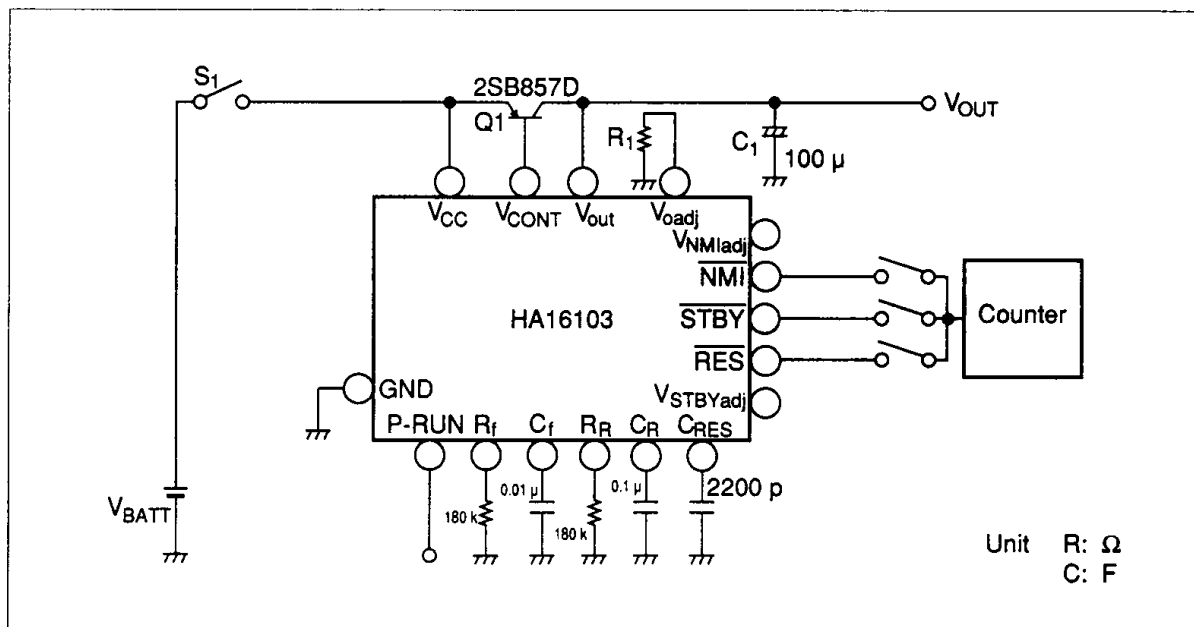 S1
2SB857D
Q1
VOUT
R1
C1
100 μ
VCC
VCONT
Vout
Voadj
VNMIadj
NMI
STBY
HA16103
Counter
RES
VSTBYadj
GND
P-RUN
Rf
Cf
RR
CR
CRES
0.01 μ
0.1 μ
2200 p
180 k
180 k
VBATT
Unit R: Ω
C: F